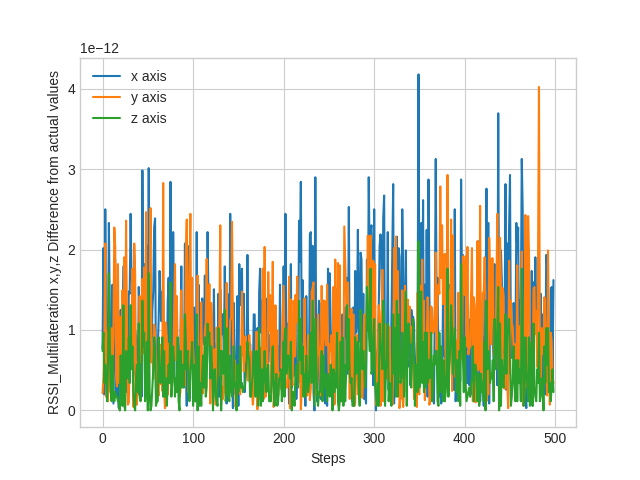 1e−12
RSSI_Multilateration x,y,z Difference from actual values
x axis
y axis
z axis
4
3
2
1
0
0 100 200 300 400 500
Steps